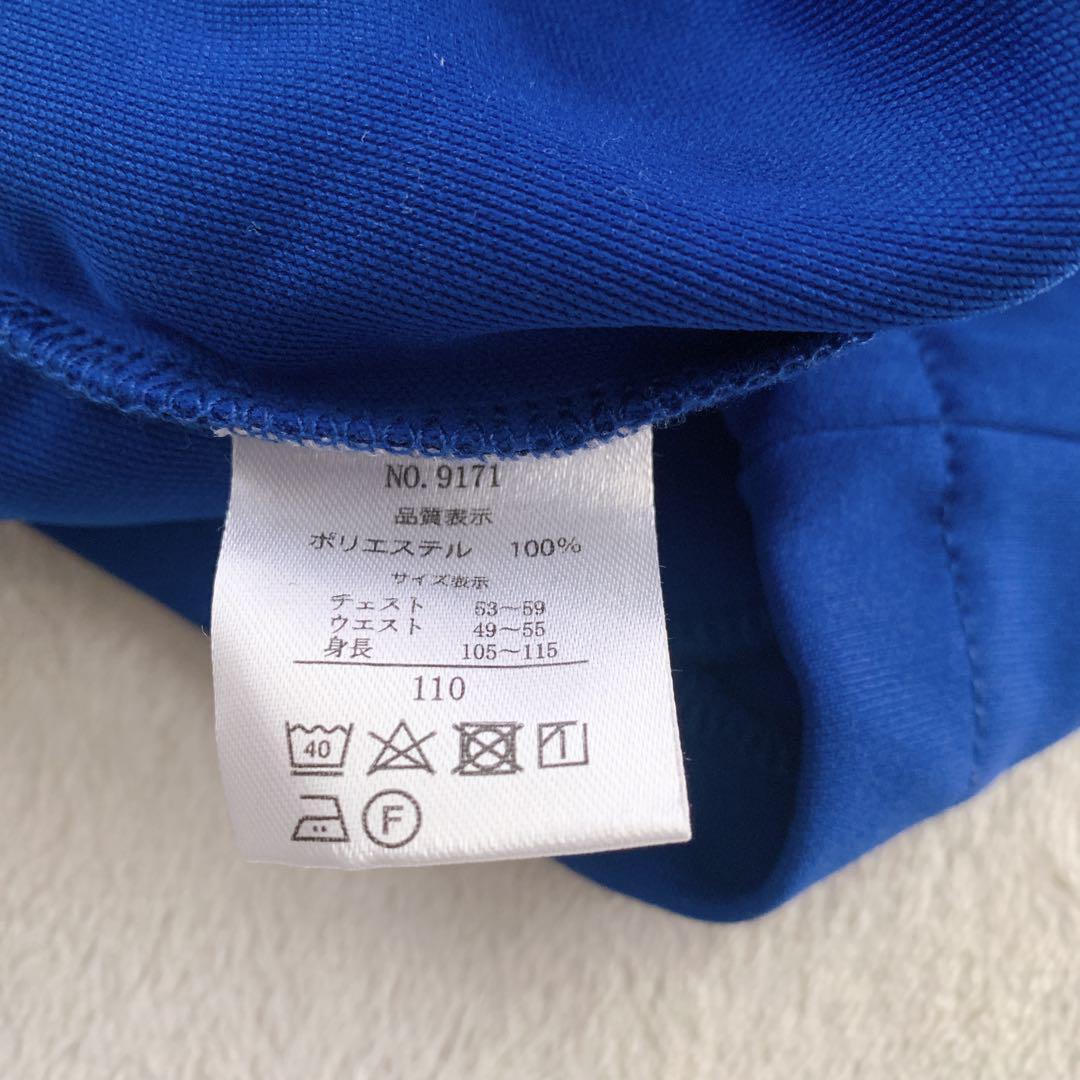 NO. 9171
品質表示
ポリエステル 100%
サイズ表示
チェスト 53〜59
ウエスト 49〜55
身長 105〜115
110
40
F